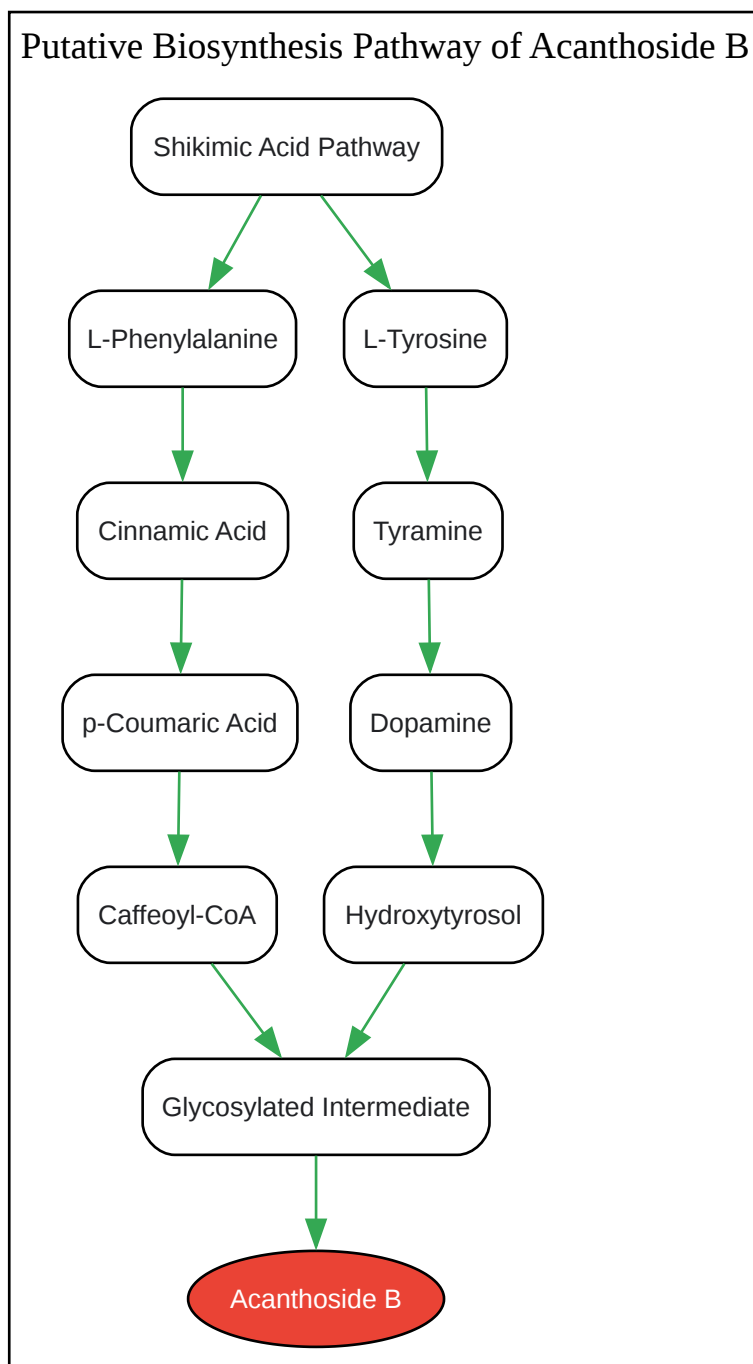 Putative Biosynthesis Pathway of Acanthoside B
Shikimic Acid Pathway
L-Phenylalanine
L-Tyrosine
Cinnamic Acid
Tyramine
p-Coumaric Acid
Dopamine
Caffeoyl-CoA
Hydroxytyrosol
Glycosylated Intermediate
Acanthoside B